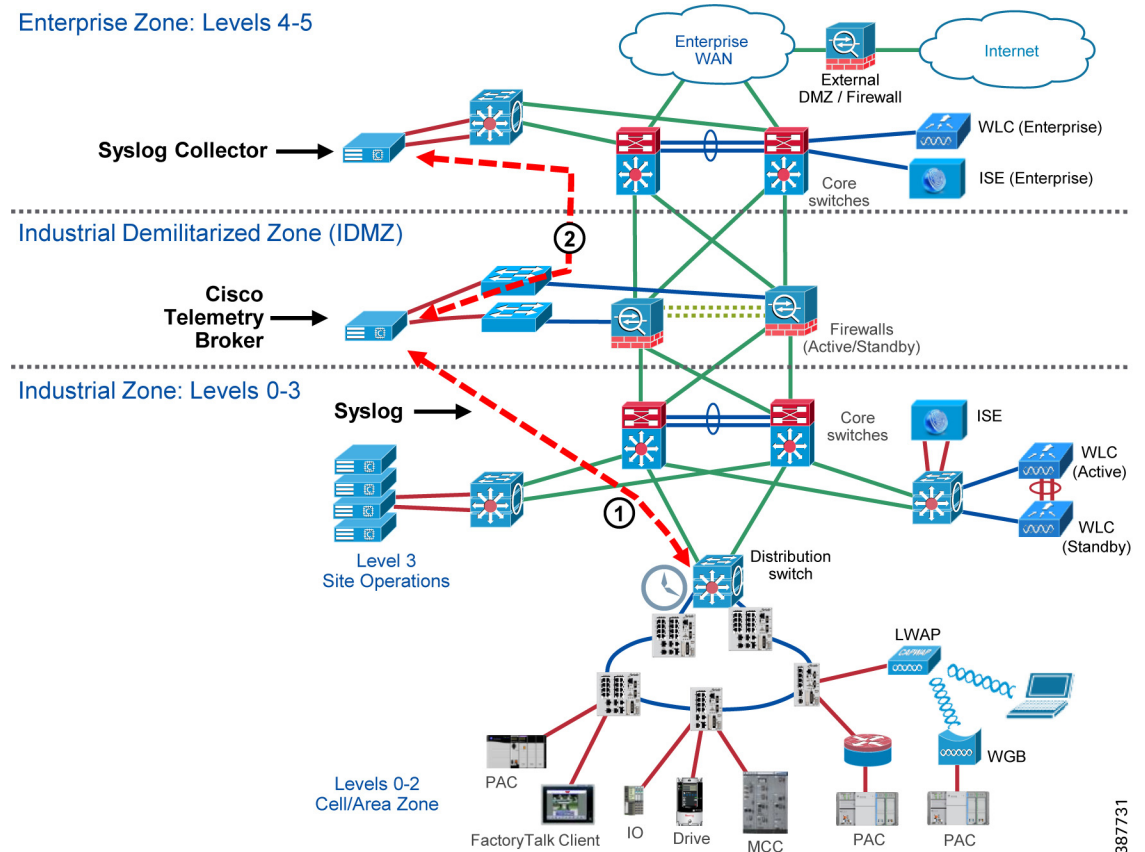 Enterprise Zone: Levels 4-5
Enterprise
WAN
Internet
External
DMZ / Firewall
WLC (Enterprise)
Syslog Collector
ISE (Enterprise)
Core
switches
Industrial Demilitarized Zone (IDMZ)
2
Cisco
Telemetry
Broker
Firewalls
(Active/Standby)
Industrial Zone: Levels 0-3
Syslog
Core
switches
ISE
WLC
(Active)
1
WLC
(Standby)
Level 3
Site Operations
Distribution
switch
LWAP
CAPWAP
WGB
PAC
Levels 0-2
Cell/Area Zone
FactoryTalk Client
IO
Drive
MCC
PAC
PAC
387731